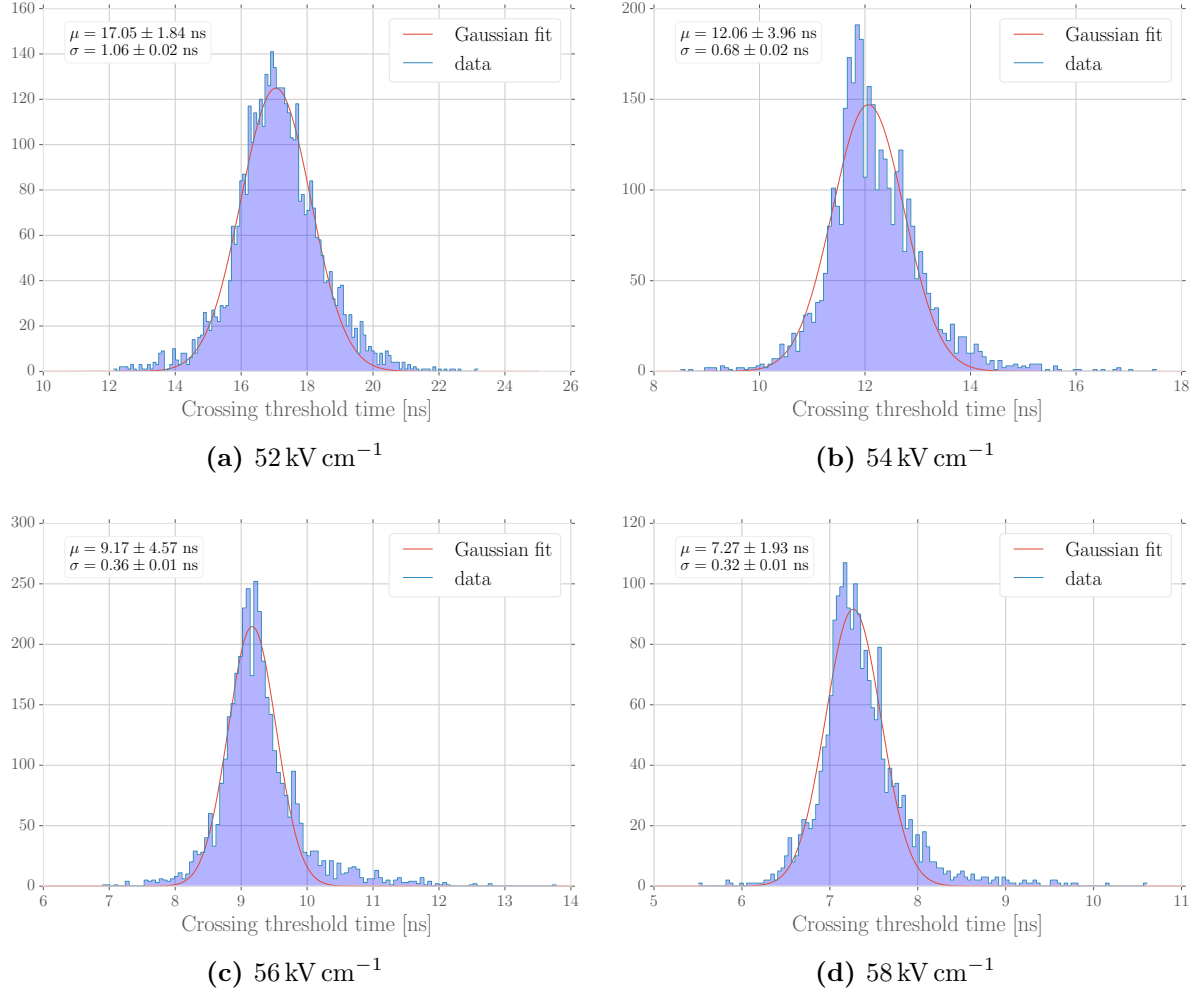 μ = 17.05 ± 1.84 ns
σ = 1.06 ± 0.02 ns
Gaussian fit
data
160
140
120
100
80
60
40
20
0
10 12 14 16 18 20 22 24 26
Crossing threshold time [ns]
(a) 52 kV cm⁻¹
μ = 12.06 ± 3.96 ns
σ = 0.68 ± 0.02 ns
Gaussian fit
data
200
150
100
50
0
8 10 12 14 16 18
Crossing threshold time [ns]
(b) 54 kV cm⁻¹
μ = 9.17 ± 4.57 ns
σ = 0.36 ± 0.01 ns
Gaussian fit
data
300
250
200
150
100
50
0
6 7 8 9 10 11 12 13 14
Crossing threshold time [ns]
(c) 56 kV cm⁻¹
μ = 7.27 ± 1.93 ns
σ = 0.32 ± 0.01 ns
Gaussian fit
data
120
100
80
60
40
20
0
5 6 7 8 9 10 11
Crossing threshold time [ns]
(d) 58 kV cm⁻¹